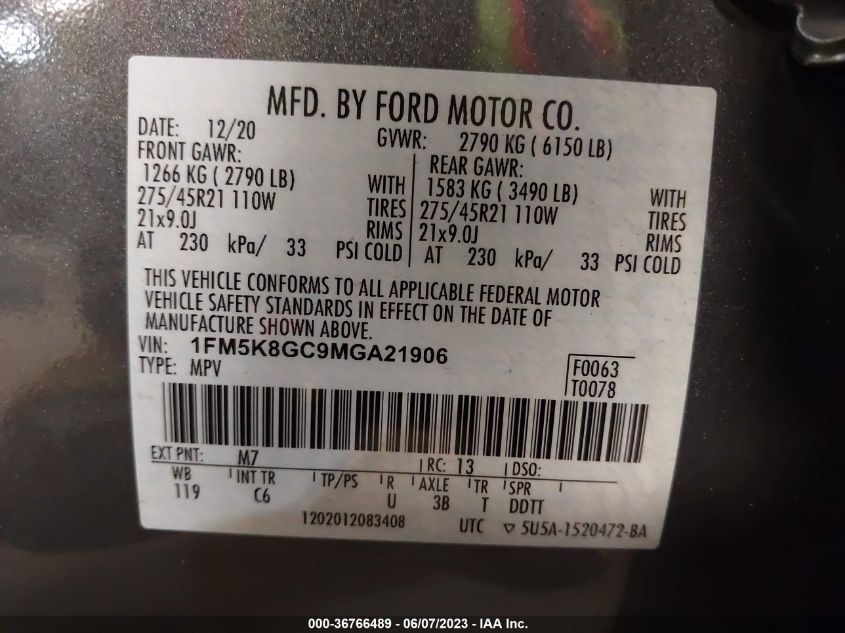 MFD. BY FORD MOTOR CO.
DATE: 12/20 GVWR: 2790 KG ( 6150 LB)
FRONT GAWR: REAR GAWR:
1266 KG ( 2790 LB) WITH 1583 KG ( 3490 LB) WITH
275/45R21 110W TIRES 275/45R21 110W TIRES
21x9.0J RIMS 21x9.0J RIMS
AT 230 kPa/ 33 PSI COLD AT 230 kPa/ 33 PSI COLD
THIS VEHICLE CONFORMS TO ALL APPLICABLE FEDERAL MOTOR
VEHICLE SAFETY STANDARDS IN EFFECT ON THE DATE OF
MANUFACTURE SHOWN ABOVE.
VIN: 1FM5K8GC9MGA21906 F0063
TYPE: MPV T0078
EXT PNT: M7 RC: 13 DSO:
WB INT TR TP/PS R AXLE TR SPR
119 C6 U 3B T DDTT
1202012083408 UTC ▽ 5U5A-1520472-BA
000-36766489 - 06/07/2023 - IAA Inc.